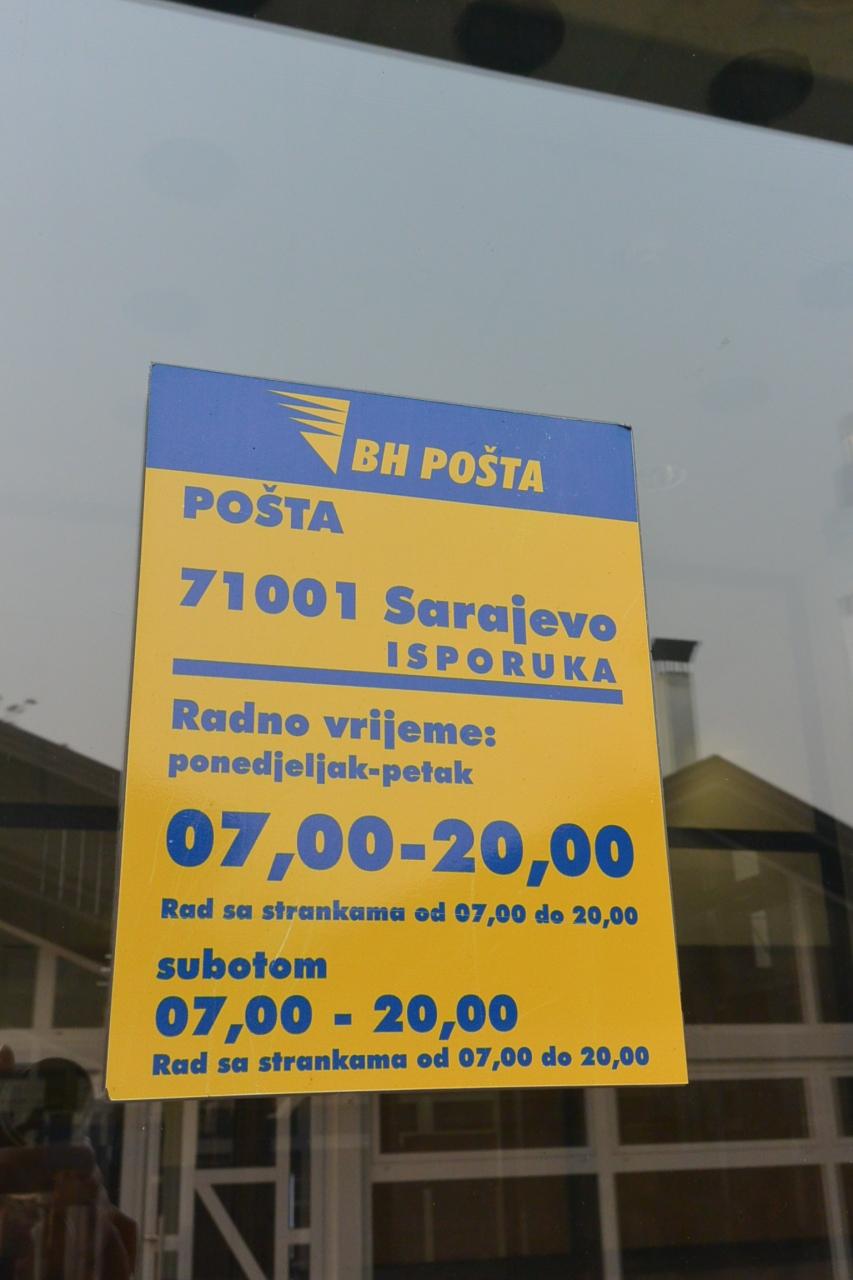 BH POŠTA
POŠTA
71001 Sarajevo
ISPORUKA
Radno vrijeme:
ponedjeljak-petak
07,00-20,00
Rad sa strankama od 07,00 do 20,00
subotom
07,00 - 20,00
Rad sa strankama od 07,00 do 20,00